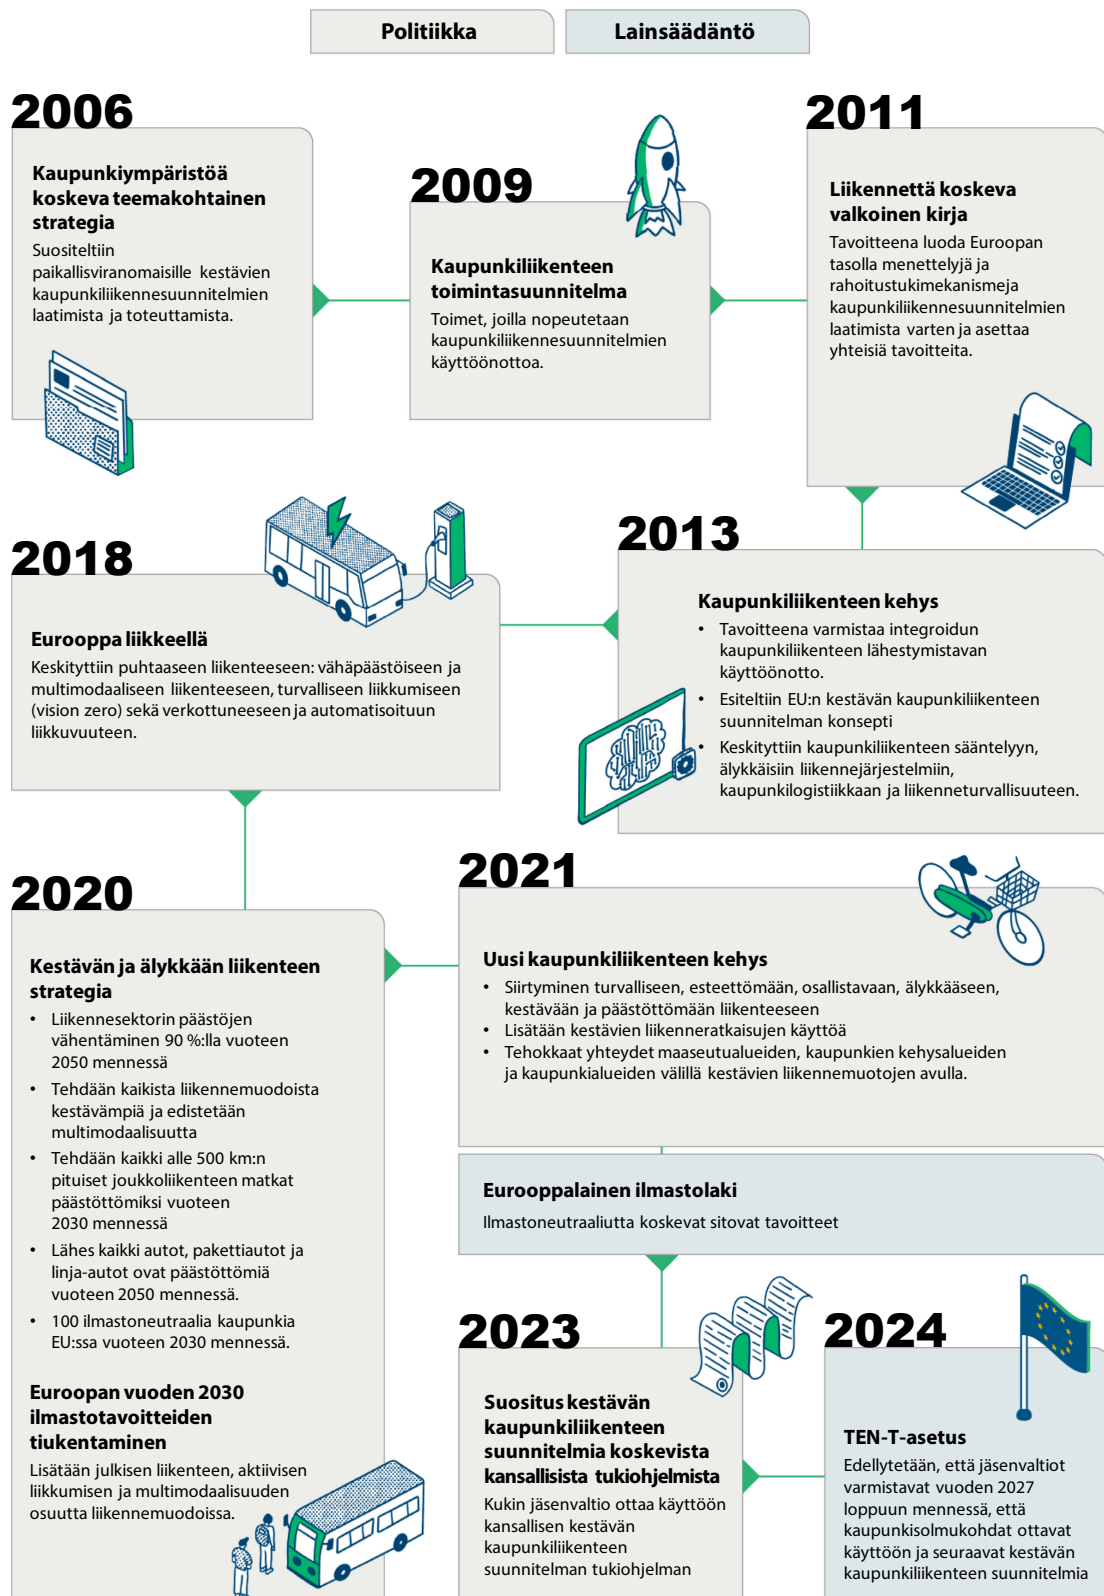 Politiikka
Lainsäädäntö
2006
Kaupunkiympäristöä
koskeva teemakohtainen
strategia
Suositeltiin
paikallisviranomaisille kestävien
kaupunkiliikennesuunnitelmien
laatimista ja toteuttamista.
2009
Kaupunkiliikenteen
toimintasuunnitelma
Toimet, joilla nopeutetaan
kaupunkiliikennesuunnitelmien
käyttöönottoa.
2011
Liikennettä koskeva
valkoinen kirja
Tavoitteena luoda Euroopan
tasolla menettelyjä ja
rahoitustukimekanismeja
kaupunkiliikennesuunnitelmien
laatimista varten ja asettaa
yhteisiä tavoitteita.
2013
Kaupunkiliikenteen kehys
• Tavoitteena varmistaa integroidun
kaupunkiliikenteen lähestymistavan
käyttöönotto.
• Esiteltiin EU:n kestävän kaupunkiliikenteen
suunnitelman konsepti
• Keskityttiin kaupunkiliikenteen sääntelyyn,
älykkäisiin liikennejärjestelmiin,
kaupunkilogistiikkaan ja liikenneturvallisuuteen.
2018
Eurooppa liikkeellä
Keskityttiin puhtaaseen liikenteeseen: vähäpäästöiseen ja
multimodaaliseen liikenteeseen, turvalliseen liikkumiseen
(vision zero) sekä verkottuneeseen ja automatisoituun
liikkuvuuteen.
2020
Kestävän ja älykkään liikenteen
strategia
• Liikennesektorin päästöjen
vähentäminen 90 %:lla vuoteen
2050 mennessä
• Tehdään kaikista liikennemuodoista
kestävämpiä ja edistetään
multimodaalisuutta
• Tehdään kaikki alle 500 km:n
pituiset joukkoliikenteen matkat
päästöttömiksi vuoteen
2030 mennessä
• Lähes kaikki autot, pakettiautot ja
linja-autot ovat päästöttömiä
vuoteen 2050 mennessä.
• 100 ilmastoneutraalia kaupunkia
EU:ssa vuoteen 2030 mennessä.
Euroopan vuoden 2030
ilmastotavoitteiden
tiukentaminen
Lisätään julkisen liikenteen, aktiivisen
liikkumisen ja multimodaalisuuden
osuutta liikennemuodoissa.
2021
Uusi kaupunkiliikenteen kehys
• Siirtyminen turvalliseen, esteettömään, osallistavaan, älykkääseen,
kestävään ja päästöttömään liikenteeseen
• Lisätään kestävien liikenneratkaisujen käyttöä
• Tehokkaat yhteydet maaseutualueiden, kaupunkien kehysalueiden
ja kaupunkialueiden välillä kestävien liikennemuotojen avulla.
Eurooppalainen ilmastolaki
Ilmastoneutraaliutta koskevat sitovat tavoitteet
2023
Suositus kestävän
kaupunkiliikenteen
suunnitelmia koskevista
kansallisista tukiohjelmista
Kukin jäsenvaltio ottaa käyttöön
kansallisen kestävän
kaupunkiliikenteen
suunnitelman tukiohjelman
2024
TEN-T-asetus
Edellytetään, että jäsenvaltiot
varmistavat vuoden 2027
loppuun mennessä, että
kaupunkisolmukohdat ottavat
käyttöön ja seuraavat kestävän
kaupunkiliikenteen suunnitelmia